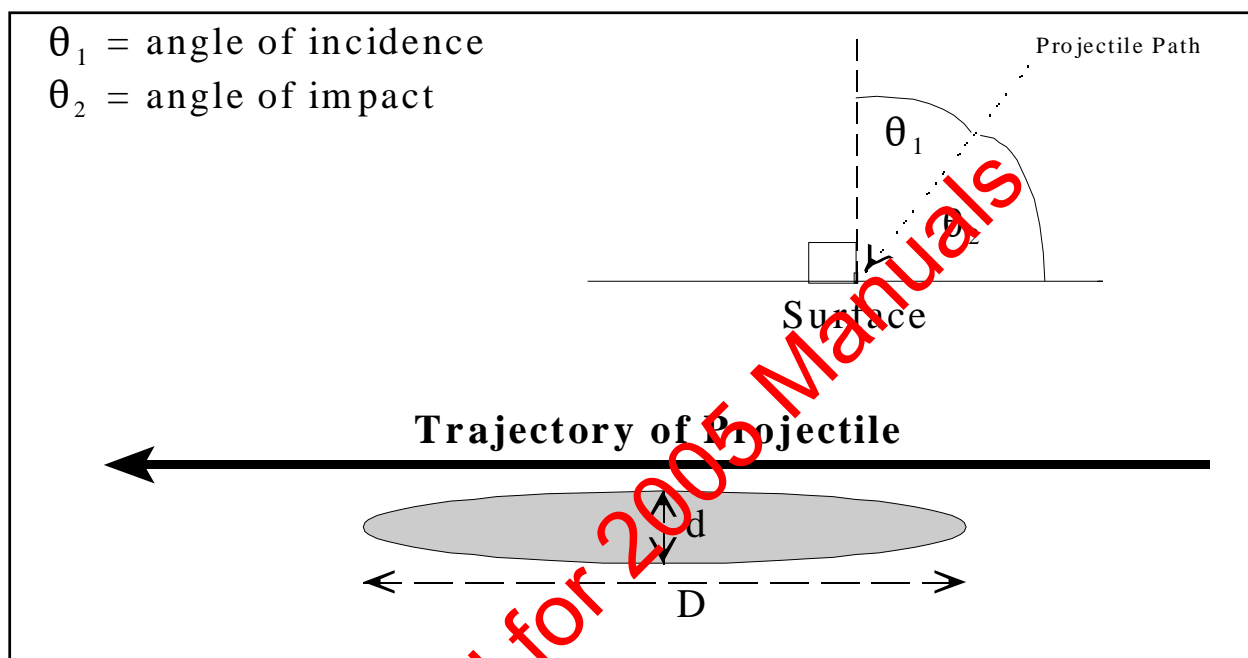 θ1 = angle of incidence
θ2 = angle of impact
Projectile Path
θ1
θ2
Surface
Trajectory of Projectile
d
D
for 2005 Manuals